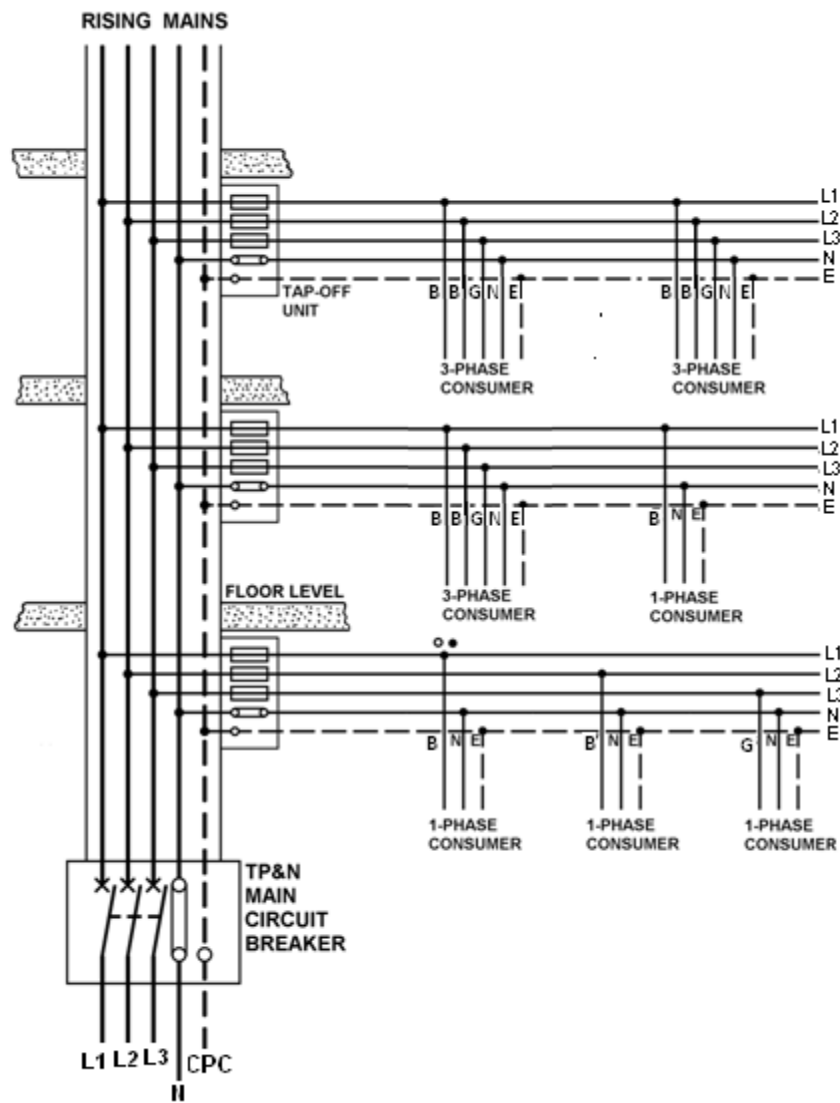 RISING MAINS
L1
L2
L3
N
E
TAP-OFF
UNIT
B B G N E
B B G N E
3-PHASE
CONSUMER
3-PHASE
CONSUMER
L1
L2
L3
N
E
B B G N E
B N E
FLOOR LEVEL
3-PHASE
CONSUMER
1-PHASE
CONSUMER
L1
L2
L3
N
E
B N E
B' N E
G N E
1-PHASE
CONSUMER
1-PHASE
CONSUMER
1-PHASE
CONSUMER
TP&N
MAIN
CIRCUIT
BREAKER
L1 L2 L3 CPC
N